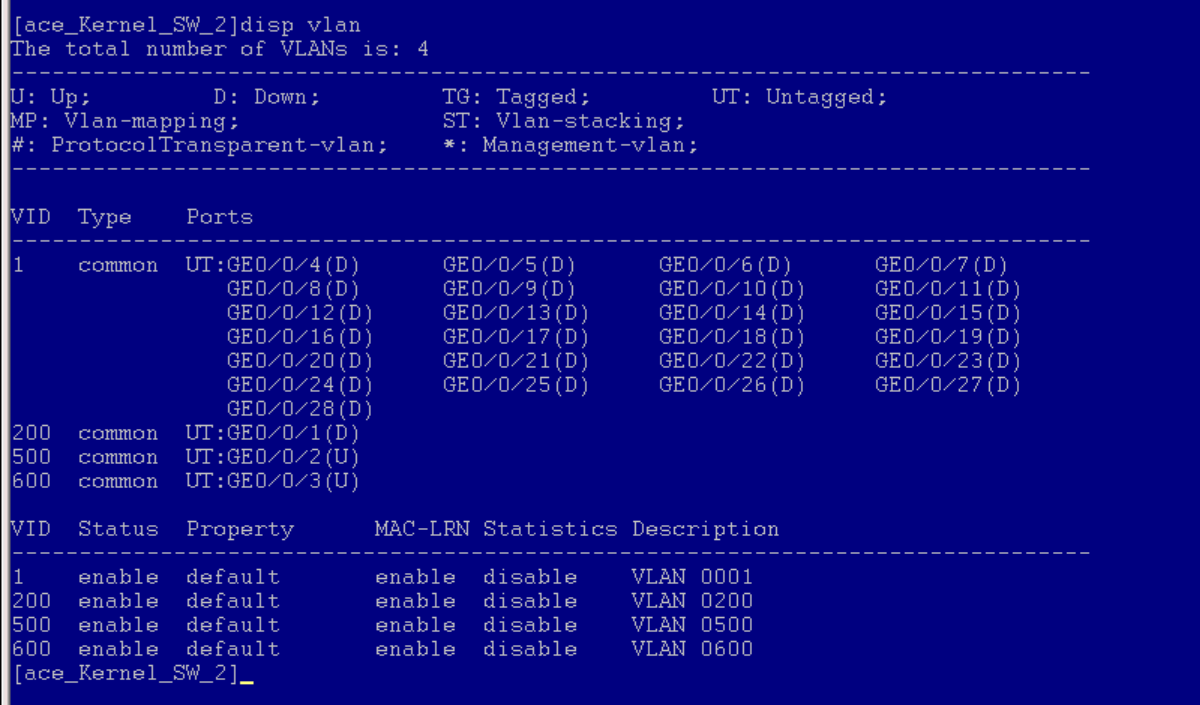 [ace_Kernel_SW_2]disp vlan
The total number of VLANs is: 4
--------------------------------------------------------------------------------
U: Up;         D: Down;         TG: Tagged;         UT: Untagged;
MP: Vlan-mapping;               ST: Vlan-stacking;
#: ProtocolTransparent-vlan;    *: Management-vlan;
--------------------------------------------------------------------------------
VID  Type    Ports
--------------------------------------------------------------------------------
1    common  UT:GE0/0/4(D)      GE0/0/5(D)      GE0/0/6(D)      GE0/0/7(D)
                GE0/0/8(D)      GE0/0/9(D)      GE0/0/10(D)     GE0/0/11(D)
                GE0/0/12(D)     GE0/0/13(D)     GE0/0/14(D)     GE0/0/15(D)
                GE0/0/16(D)     GE0/0/17(D)     GE0/0/18(D)     GE0/0/19(D)
                GE0/0/20(D)     GE0/0/21(D)     GE0/0/22(D)     GE0/0/23(D)
                GE0/0/24(D)     GE0/0/25(D)     GE0/0/26(D)     GE0/0/27(D)
                GE0/0/28(D)
200  common  UT:GE0/0/1(D)
500  common  UT:GE0/0/2(U)
600  common  UT:GE0/0/3(U)
VID  Status  Property      MAC-LRN Statistics Description
--------------------------------------------------------------------------------
1    enable  default       enable  disable    VLAN 0001
200  enable  default       enable  disable    VLAN 0200
500  enable  default       enable  disable    VLAN 0500
600  enable  default       enable  disable    VLAN 0600
[ace_Kernel_SW_2]_